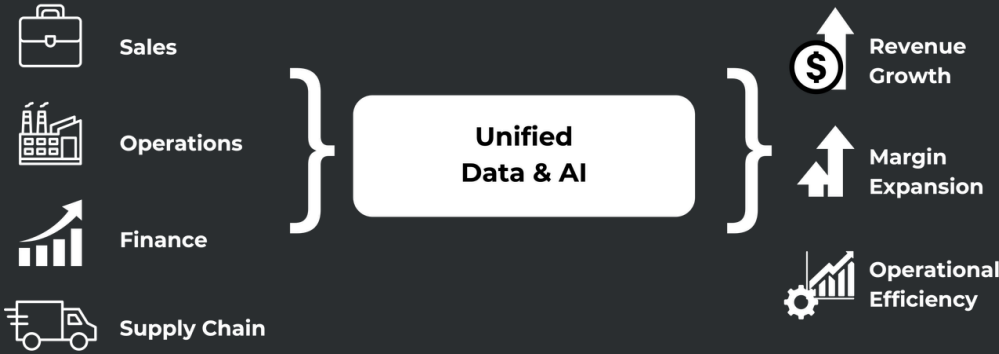 Sales
Operations
Finance
Supply Chain
Unified
Data & AI
$
Revenue
Growth
Margin
Expansion
Operational
Efficiency